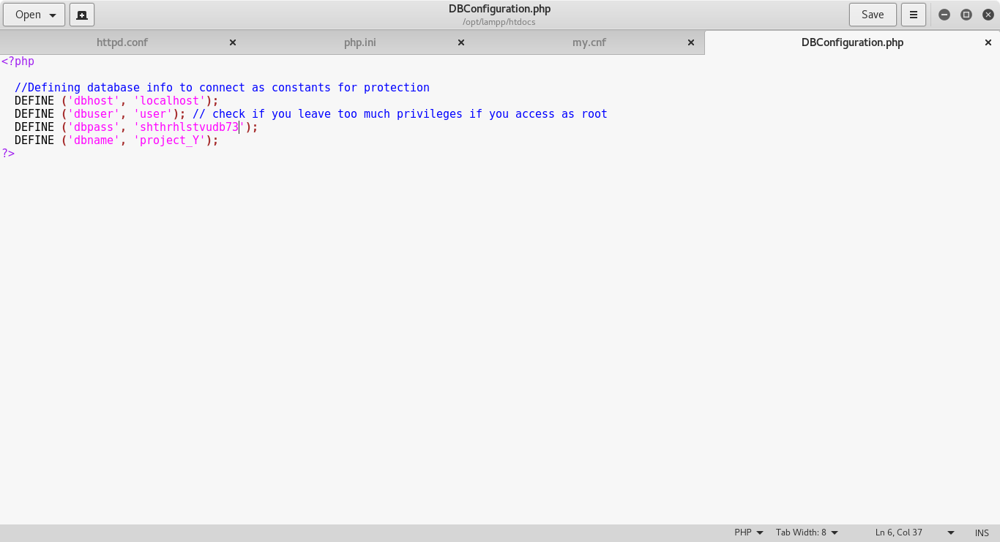 Open
DBConfiguration.php
/opt/lampp/htdocs
Save
httpd.conf
php.ini
my.cnf
DBConfiguration.php
<?php
//Defining database info to connect as constants for protection
DEFINE ('dbhost', 'localhost');
DEFINE ('dbuser', 'user'); // check if you leave too much privileges if you access as root
DEFINE ('dbpass', 'shthrhlstvudb73');
DEFINE ('dbname', 'project_Y');
?>
PHP
Tab Width: 8
Ln 6, Col 37
INS